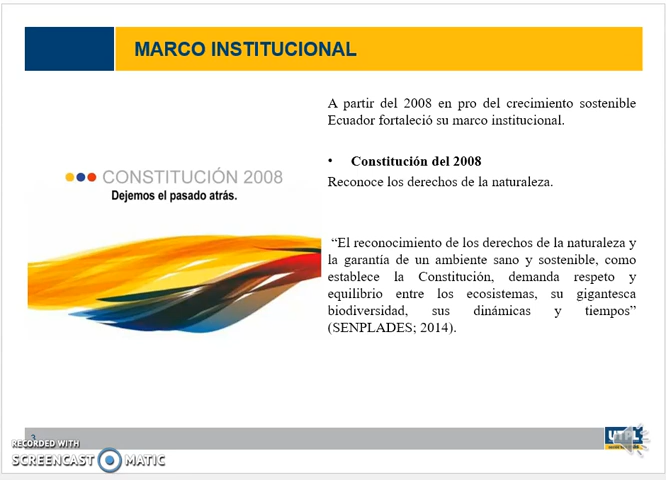 MARCO INSTITUCIONAL
A partir del 2008 en pro del crecimiento sostenible
Ecuador fortaleció su marco institucional.
• Constitución del 2008
Reconoce los derechos de la naturaleza.
CONSTITUCIÓN 2008
Dejemos el pasado atrás.
“El reconocimiento de los derechos de la naturaleza y
la garantía de un ambiente sano y sostenible, como
establece la Constitución, demanda respeto y
equilibrio entre los ecosistemas, su gigantesca
biodiversidad, sus dinámicas y tiempos”
(SENPLADES; 2014).
3
RECORDED WITH
SCREENCAST MATIC
UTPL